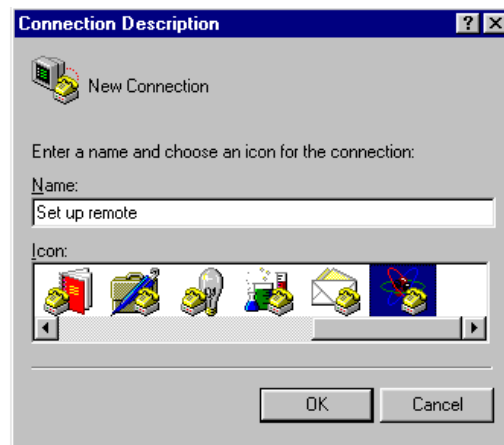 Connection Description
New Connection
Enter a name and choose an icon for the connection:
Name:
Set up remote
Icon:
OK Cancel